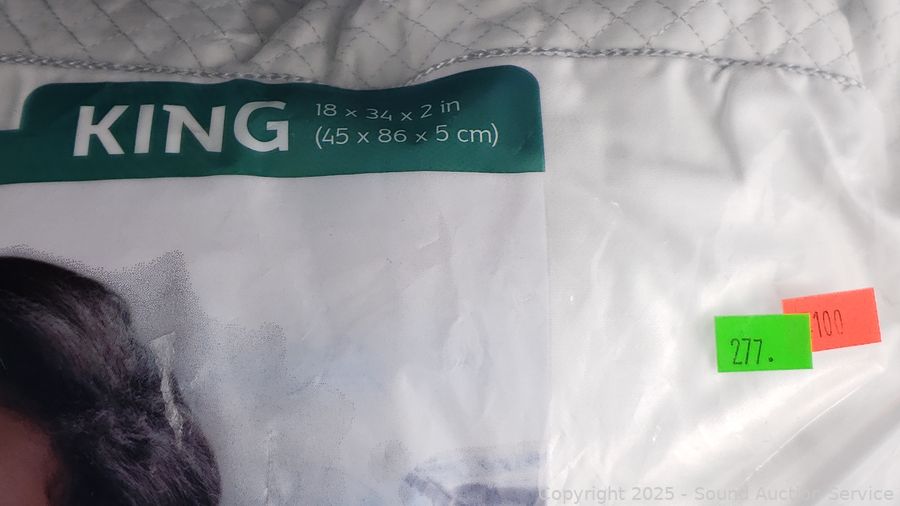 KING
18 x 34 x 2 in
(45 x 86 x 5 cm)
277.
100
Copyright 2025 - Sound Auction Service